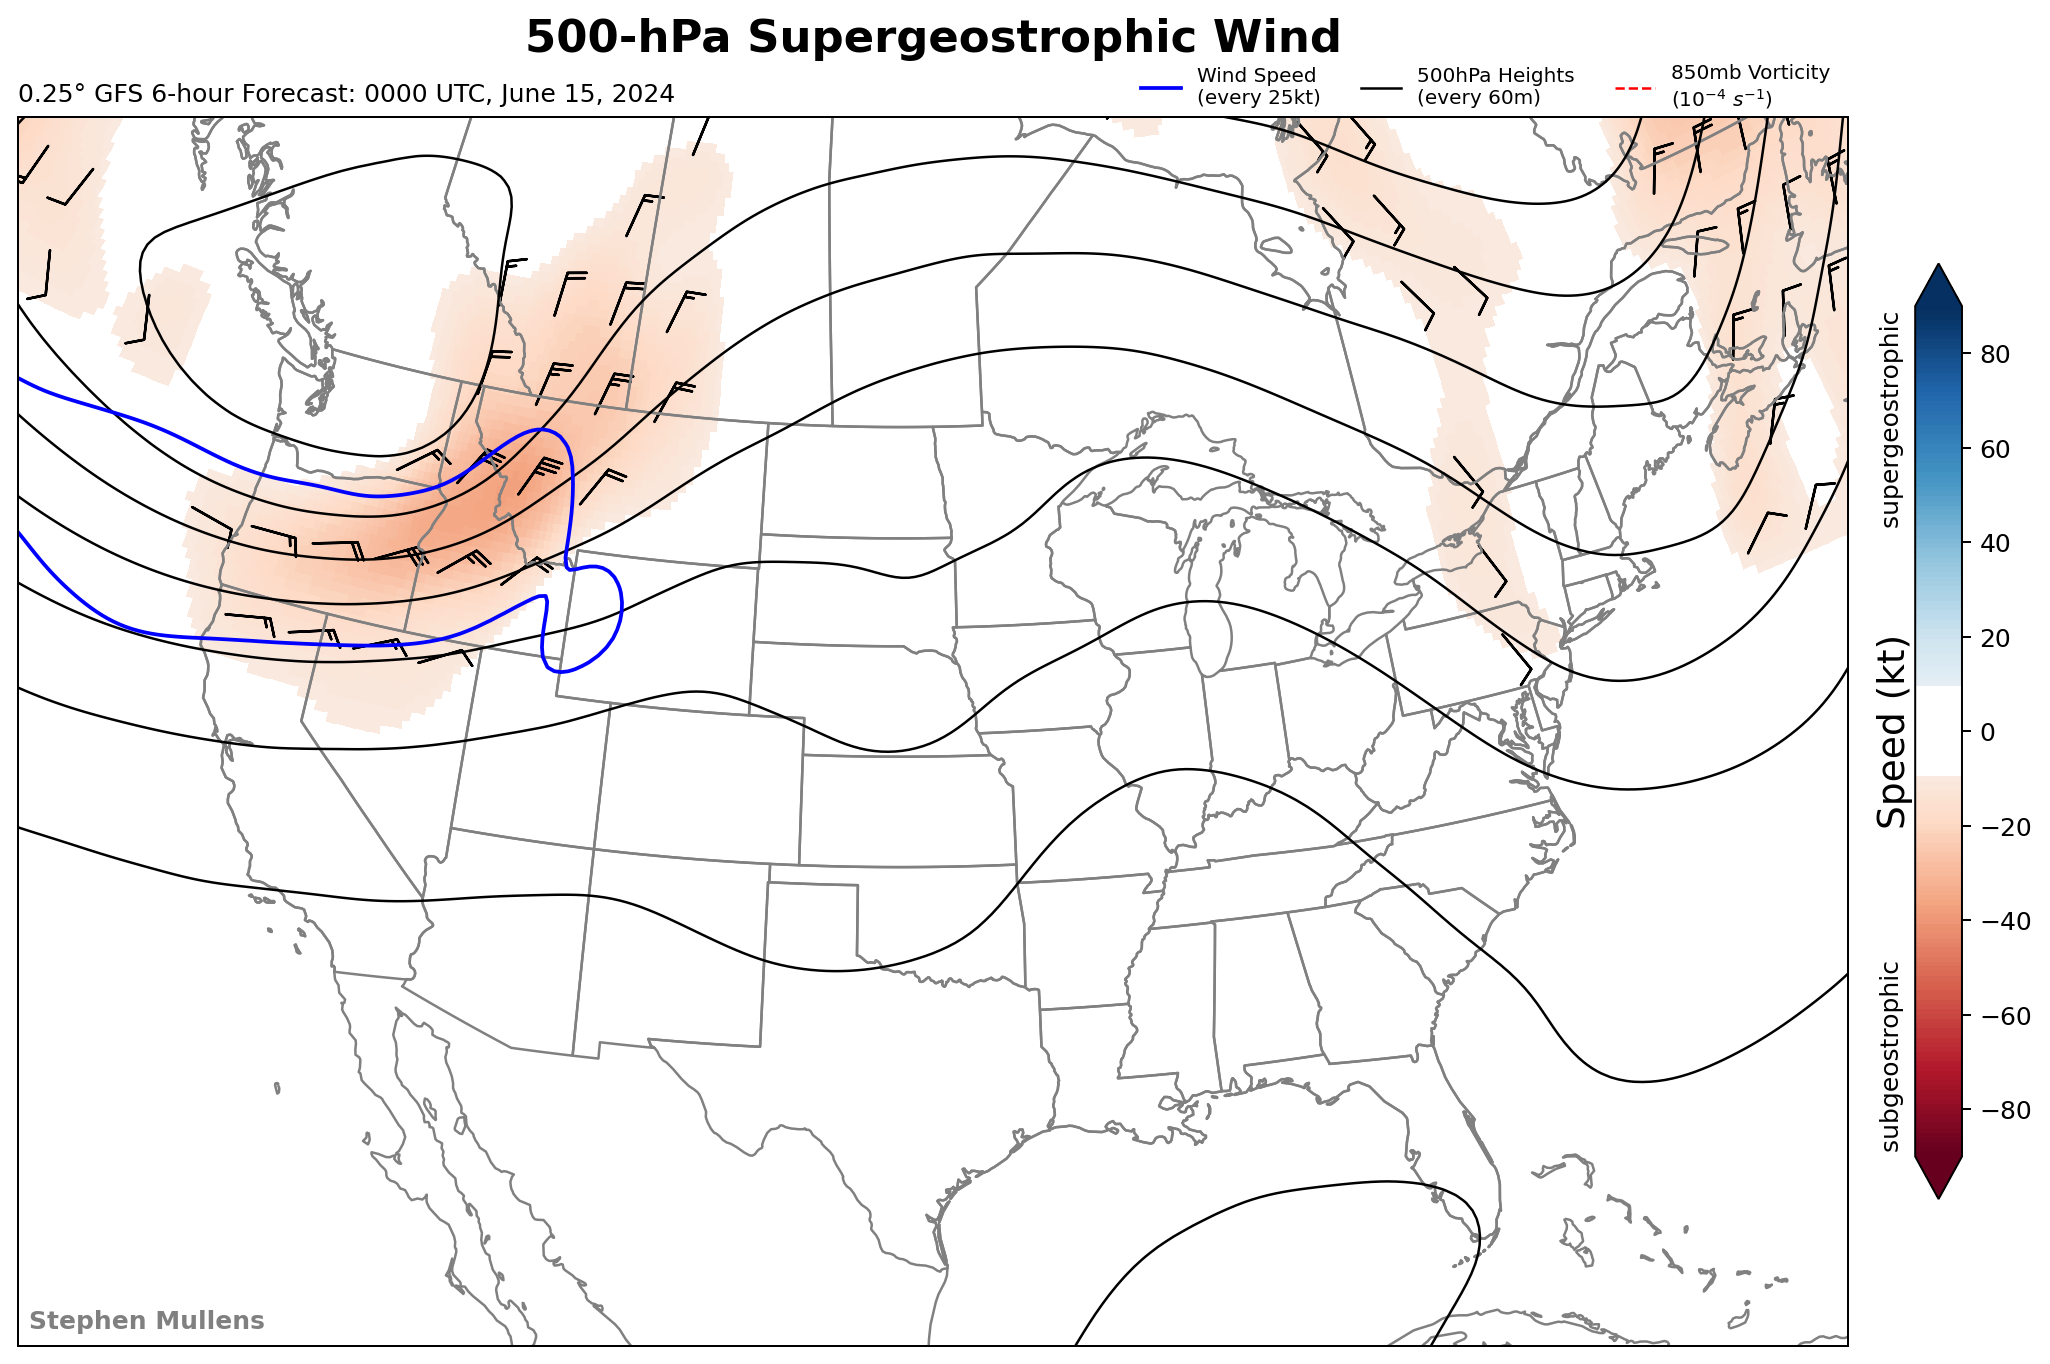 500-hPa Supergeostrophic Wind
0.25° GFS 6-hour Forecast: 0000 UTC, June 15, 2024
Wind Speed
(every 25kt)
500hPa Heights
(every 60m)
850mb Vorticity
(10⁻⁴ s⁻¹)
supergeostrophic
Speed (kt)
subgeostrophic
80
60
40
20
0
−20
−40
−60
−80
Stephen Mullens